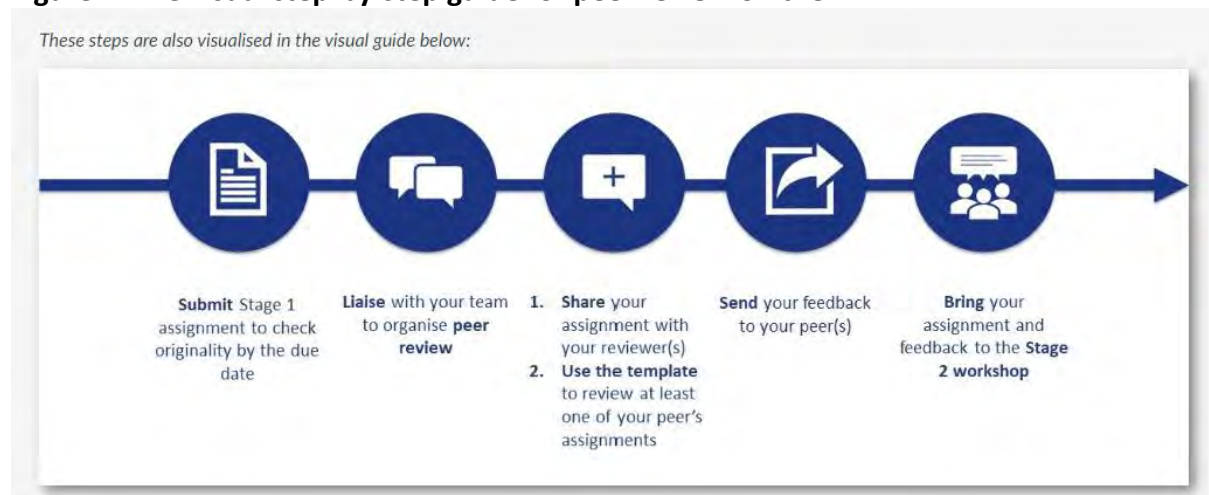 These steps are also visualised in the visual guide below:
Submit Stage 1
assignment to check
originality by the due
date
Liaise with your team
to organise peer
review
1. Share your
assignment with
your reviewer(s)
2. Use the template
to review at least
one of your peer's
assignments
Send your feedback
to your peer(s)
Bring your
assignment and
feedback to the Stage
2 workshop